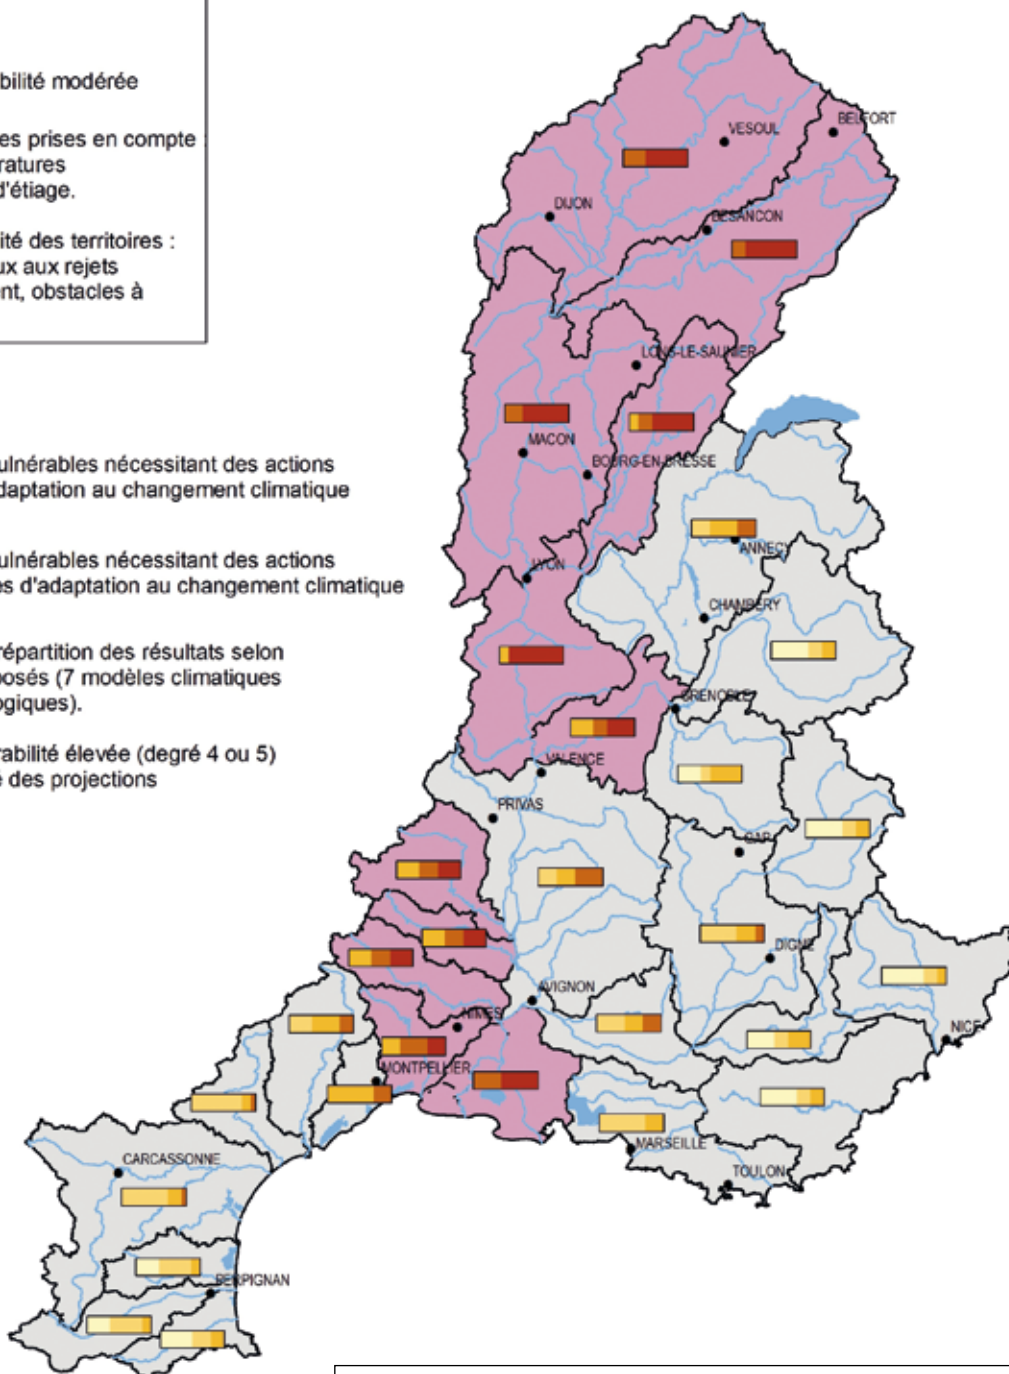 bilité modérée
es prises en compte :
ratures
d'étiage.
ité des territoires :
ux aux rejets
nt, obstacles à
ulnérables nécessitant des actions
daptation au changement climatique
ulnérables nécessitant des actions
es d'adaptation au changement climatique
répartition des résultats selon
posés (7 modèles climatiques
ogiques).
rabilité élevée (degré 4 ou 5)
é des projections
VESOUL
BELFORT
DIJON
BESANCON
LONS-LE-SAUNIER
MACON
BOURG-EN-BRESSE
ANNECY
LYON
CHAMBERY
GRENOBLE
VALENCE
PRIVAS
GAP
DIGNE
AVIGNON
NIMES
NICE
MONTPELLIER
MARSEILLE
CARCASSONNE
TOULON
PERPIGNAN